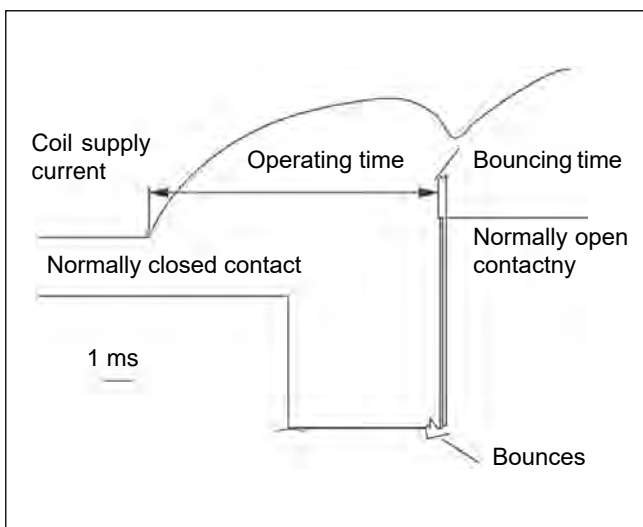 Coil supply
current
Operating time
Bouncing time
Normally closed contact
Normally open
contactny
1 ms
Bounces